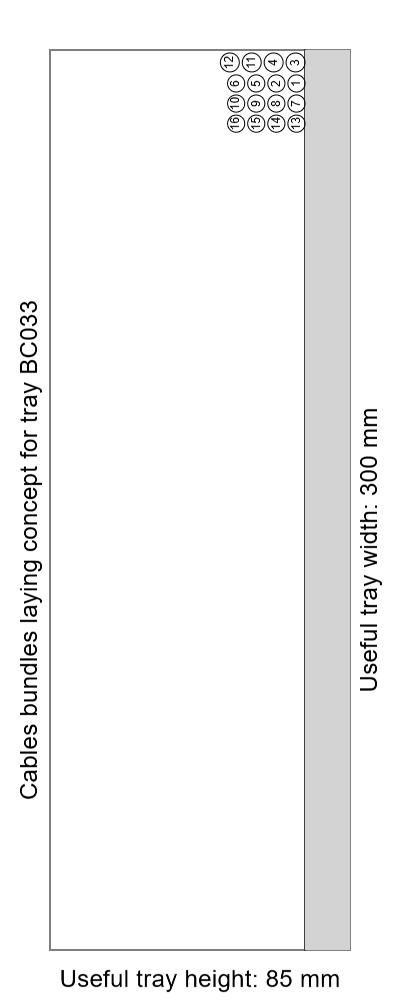 12 11 4 3
6 5 2 1
10 9 8 7
16 15 14 13
Cables bundles laying concept for tray BC033
Useful tray width: 300 mm
Useful tray height: 85 mm